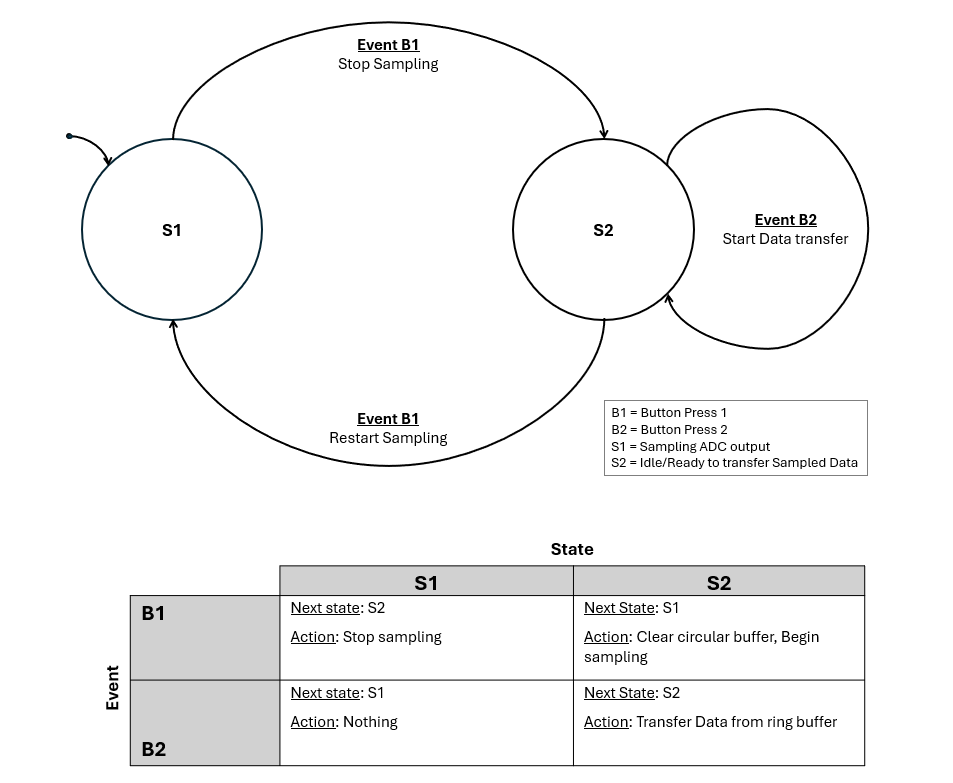 Event B1
Stop Sampling
S1
S2
Event B2
Start Data transfer
Event B1
Restart Sampling
B1 = Button Press 1
B2 = Button Press 2
S1 = Sampling ADC output
S2 = Idle/Ready to transfer Sampled Data
State
S1
S2
Event
B1
Next state: S2
Action: Stop sampling
Next State: S1
Action: Clear circular buffer, Begin
sampling
B2
Next state: S1
Action: Nothing
Next State: S2
Action: Transfer Data from ring buffer